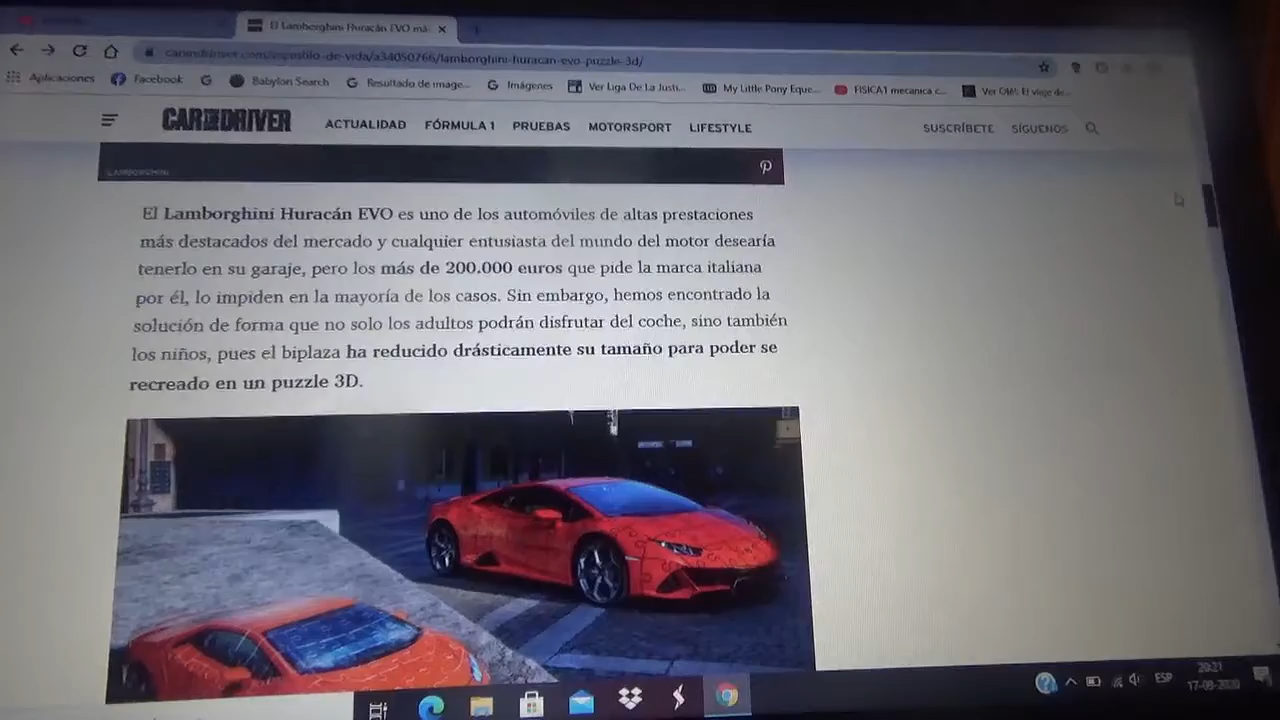 El Lamborghini Huracán EVO má
caranddriver.com/es/estilo-de-vida/a34050766/lamborghini-huracan-evo-puzzle-3d/
Aplicaciones Facebook Babylon Search Resultado de image... Imágenes Ver Liga De La Justi... My Little Pony Eque... FISICA1 mecanica c... Ver
CAR AND DRIVER ACTUALIDAD FÓRMULA 1 PRUEBAS MOTORSPORT LIFESTYLE SUSCRÍBETE SÍGUENOS
LAMBORGHINI
El Lamborghini Huracán EVO es uno de los automóviles de altas prestaciones
más destacados del mercado y cualquier entusiasta del mundo del motor desearía
tenerlo en su garaje, pero los más de 200.000 euros que pide la marca italiana
por él, lo impiden en la mayoría de los casos. Sin embargo, hemos encontrado la
solución de forma que no solo los adultos podrán disfrutar del coche, sino también
los niños, pues el biplaza ha reducido drásticamente su tamaño para poder se
recreado en un puzzle 3D.
ESP
20:21
17-09-2020